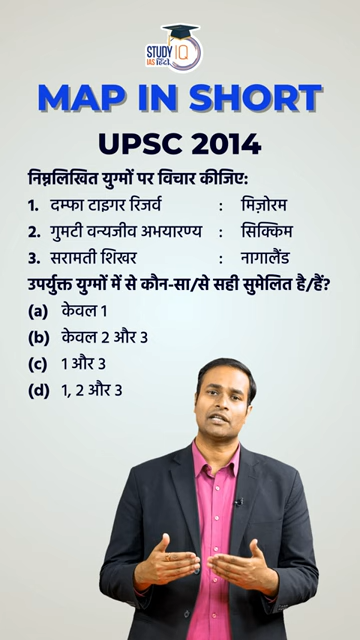 STUDY IQ
IAS हिंदी
MAP IN SHORT
UPSC 2014
निम्नलिखित युग्मों पर विचार कीजिए:
1. दम्फा टाइगर रिजर्व : मिज़ोरम
2. गुमटी वन्यजीव अभयारण्य : सिक्किम
3. सरामती शिखर : नागालैंड
उपर्युक्त युग्मों में से कौन-सा/से सही सुमेलित है/हैं?
(a) केवल 1
(b) केवल 2 और 3
(c) 1 और 3
(d) 1, 2 और 3